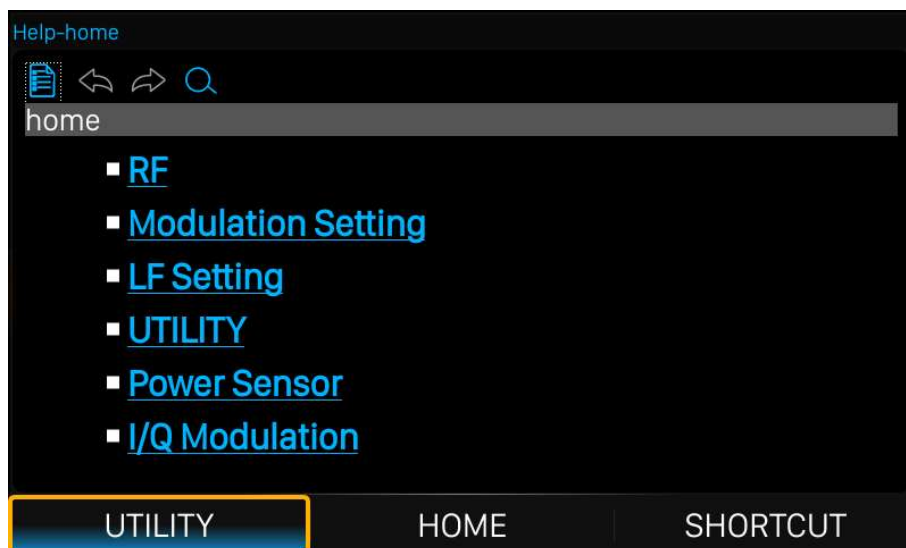 Help-home
home
RF
Modulation Setting
LF Setting
UTILITY
Power Sensor
I/Q Modulation
UTILITY HOME SHORTCUT